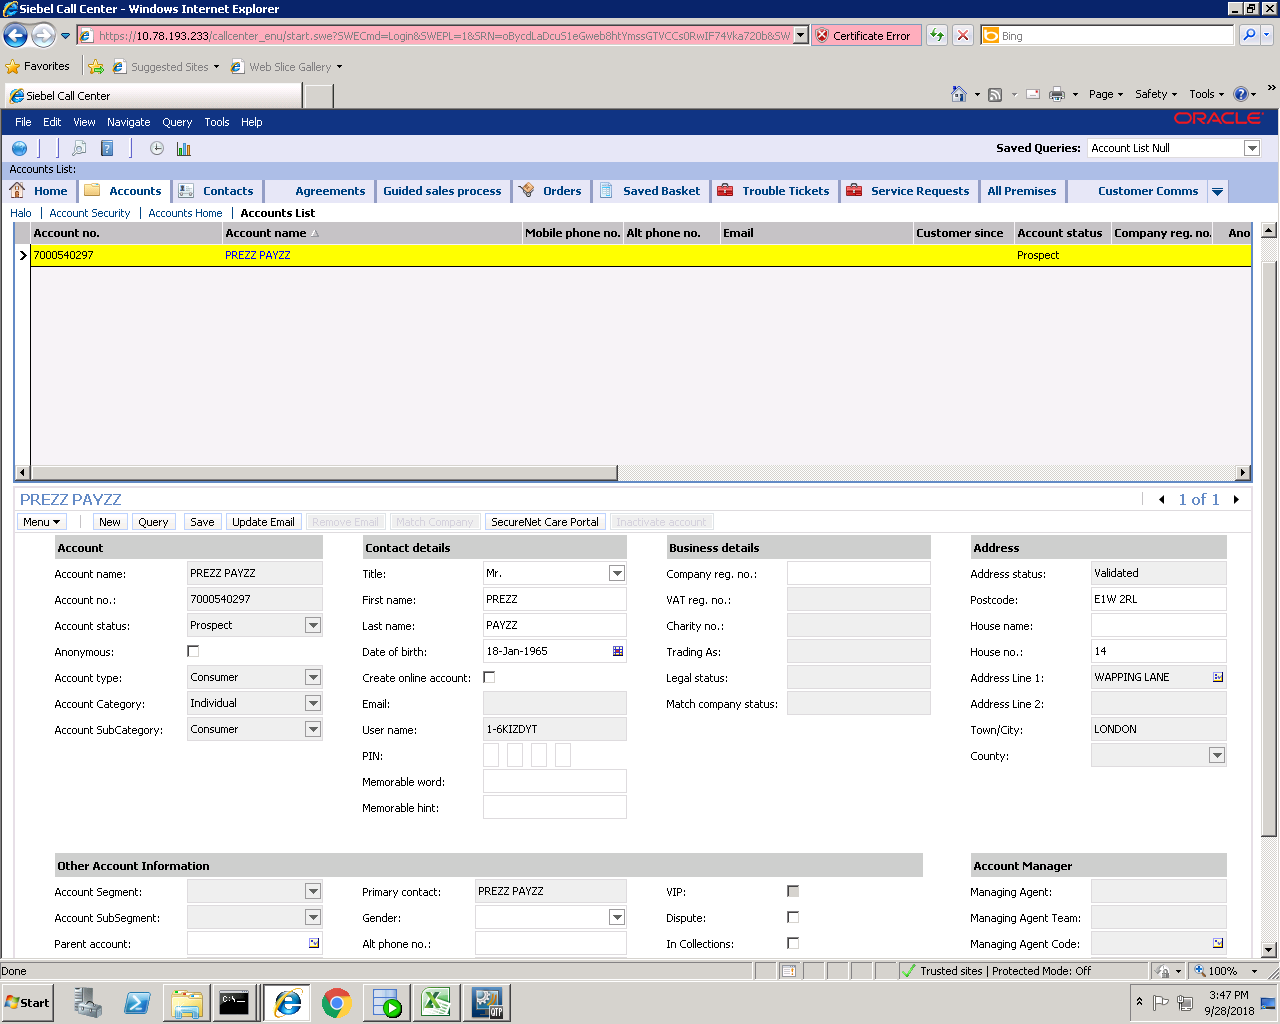 Siebel Call Center - Windows Internet Explorer
https://10.78.193.233/callcenter_enu/start.swe?SWECmd=Login&SWEPL=1&SRN=oBycdLaDcuS1eGweb8htYmssGTVCCs0RwIF74Vka720b&SW
Certificate Error
Bing
Favorites
Suggested Sites
Web Slice Gallery
Siebel Call Center
Page
Safety
Tools
File Edit View Navigate Query Tools Help
ORACLE
Saved Queries: Account List Null
Accounts List:
Home Accounts Contacts Agreements Guided sales process Orders Saved Basket Trouble Tickets Service Requests All Premises Customer Comms
Halo | Account Security | Accounts Home | Accounts List
Account no. Account name Mobile phone no. Alt phone no. Email Customer since Account status Company reg. no. Ano
7000540297 PREZZ PAYZZ Prospect
PREZZ PAYZZ
1 of 1
Menu New Query Save Update Email Remove Email Match Company SecureNet Care Portal Inactivate account
Account Contact details Business details Address
Account name: PREZZ PAYZZ Title: Mr. Company reg. no.: Address status: Validated
Account no.: 7000540297 First name: PREZZ VAT reg. no.: Postcode: E1W 2RL
Account status: Prospect Last name: PAYZZ Charity no.: House name:
Anonymous: Date of birth: 18-Jan-1965 Trading As: House no.: 14
Account type: Consumer Create online account: Legal status: Address Line 1: WAPPING LANE
Account Category: Individual Email: Match company status: Address Line 2:
Account SubCategory: Consumer User name: 1-6KIZDYT Town/City: LONDON
PIN: County:
Memorable word:
Memorable hint:
Other Account Information Account Manager
Account Segment: Primary contact: PREZZ PAYZZ VIP: Managing Agent:
Account SubSegment: Gender: Dispute: Managing Agent Team:
Parent account: Alt phone no.: In Collections: Managing Agent Code:
Done
Trusted sites | Protected Mode: Off
100%
Start
C:\
QTP
3:47 PM
9/28/2018